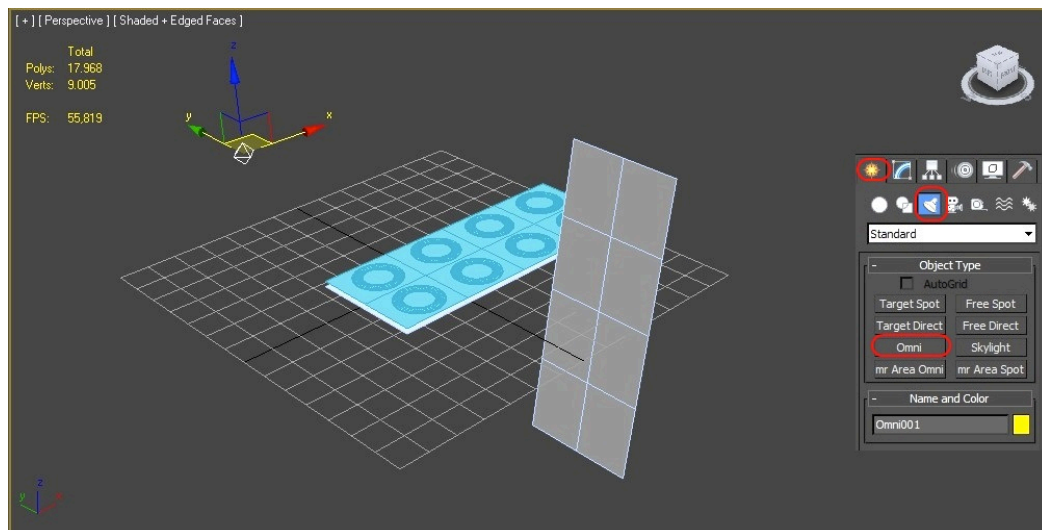 [ + ] [ Perspective ] [ Shaded + Edged Faces ]
Total
Polys: 17.968
Verts: 9.005
FPS: 55,819
z
y
x
Standard
- Object Type
AutoGrid
Target Spot Free Spot
Target Direct Free Direct
Omni Skylight
mr Area Omni mr Area Spot
- Name and Color
Omni001
z
y
x